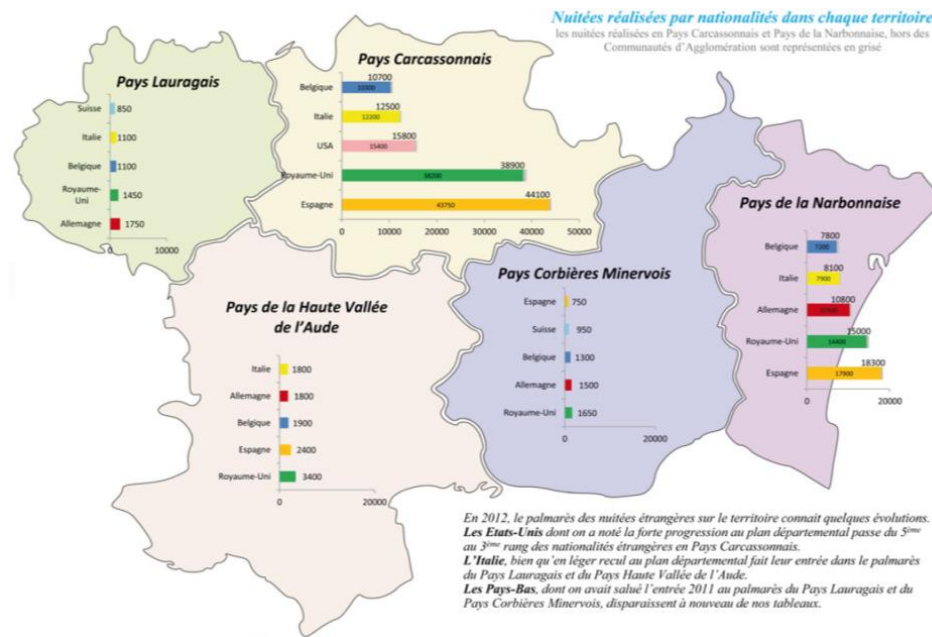 Nuitées réalisées par nationalités dans chaque territoire
les nuitées réalisées en Pays Carcassonnais et Pays de la Narbonnaise, hors des
Communautés d'Agglomération sont représentées en grisé
Pays Lauragais
Suisse 850
Italie 1100
Belgique 1100
Royaume-
Uni 1450
Allemagne 1750
0 10000
Pays Carcassonnais
10700
Belgique
12500
Italie 12200
15800
USA 15400
38900
Royaume-Uni 38200
44100
Espagne 43750
0 10000 20000 30000 40000 50000
Pays de la Haute Vallée
de l'Aude
Italie 1800
Allemagne 1800
Belgique 1900
Espagne 2400
Royaume-Uni 3400
0 20000
Pays Corbières Minervois
Espagne 750
Suisse 950
Belgique 1300
Allemagne 1500
Royaume-Uni 1650
0 20000
Pays de la Narbonnaise
7800
Belgique 7200
8100
Italie 7900
10800
Allemagne
15000
Royaume-Uni 14400
18300
Espagne 17900
0 20000
En 2012, le palmarès des nuitées étrangères sur le territoire connait quelques évolutions.
Les Etats-Unis dont on a noté la forte progression au plan départemental passe du 5ème
au 3ème rang des nationalités étrangères en Pays Carcassonnais.
L'Italie, bien qu'en léger recul au plan départemental fait leur entrée dans le palmarès
du Pays Lauragais et du Pays Haute Vallée de l'Aude.
Les Pays-Bas, dont on avait salué l'entrée 2011 au palmarès du Pays Lauragais et du
Pays Corbières Minervois, disparaissent à nouveau de nos tableaux.